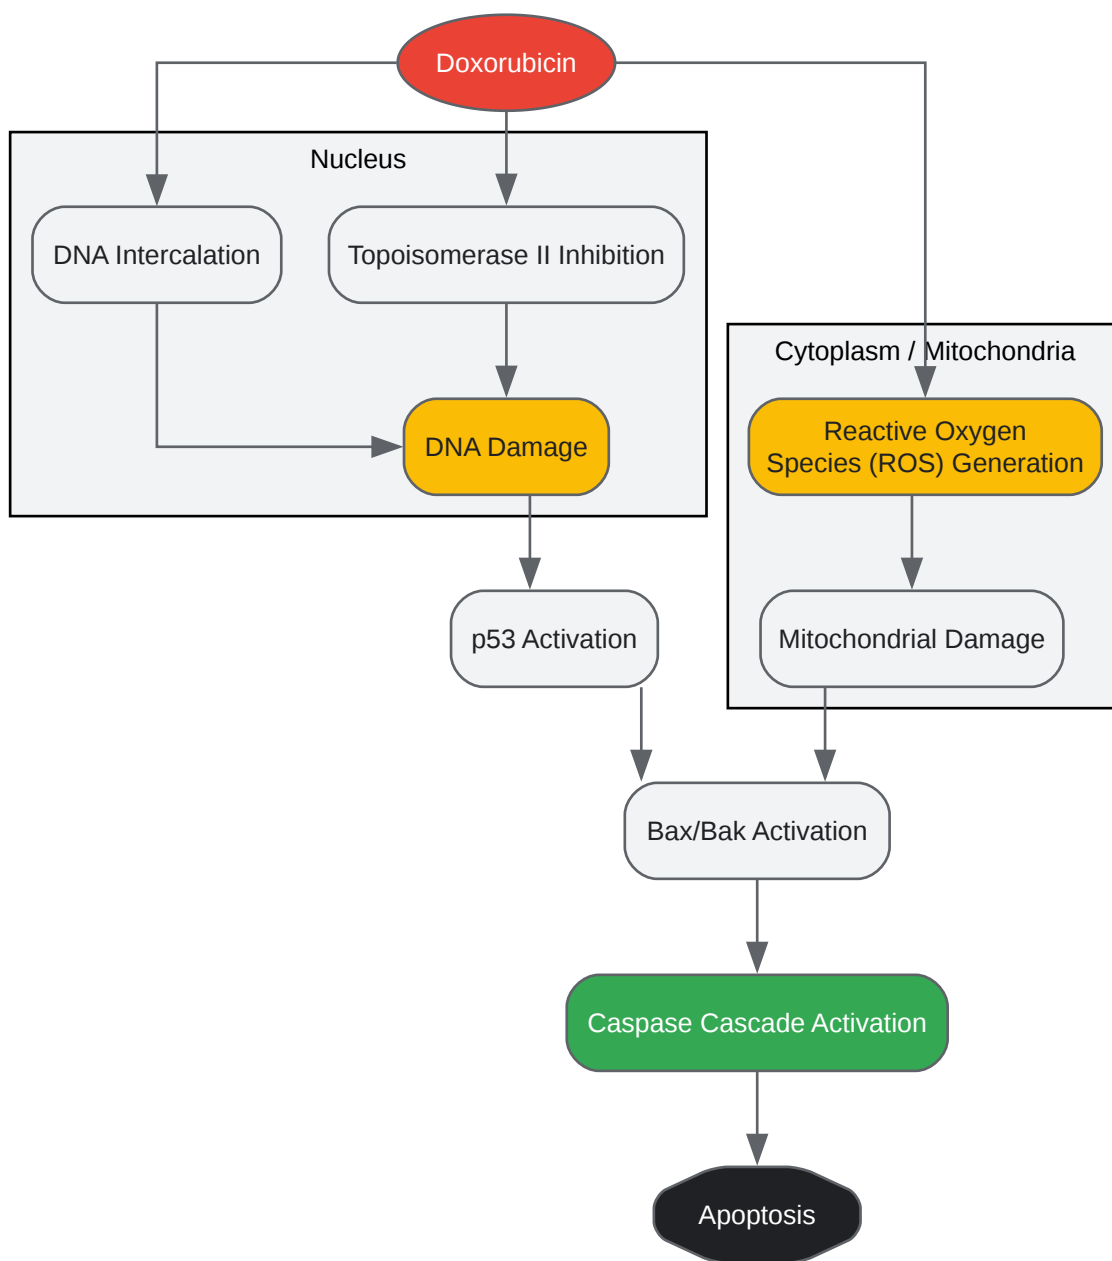 Doxorubicin
Nucleus
DNA Intercalation
Topoisomerase II Inhibition
Cytoplasm / Mitochondria
DNA Damage
Reactive Oxygen
Species (ROS) Generation
p53 Activation
Mitochondrial Damage
Bax/Bak Activation
Caspase Cascade Activation
Apoptosis